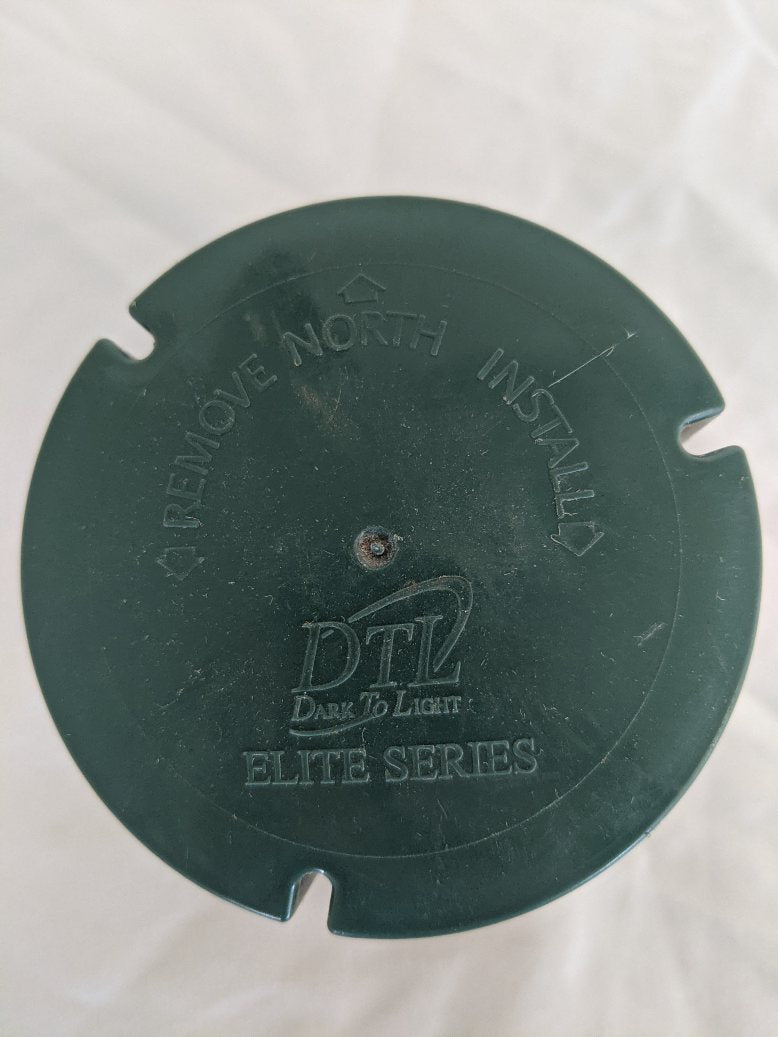 REMOVE NORTH INSTALL
DTL
DARK TO LIGHT
ELITE SERIES